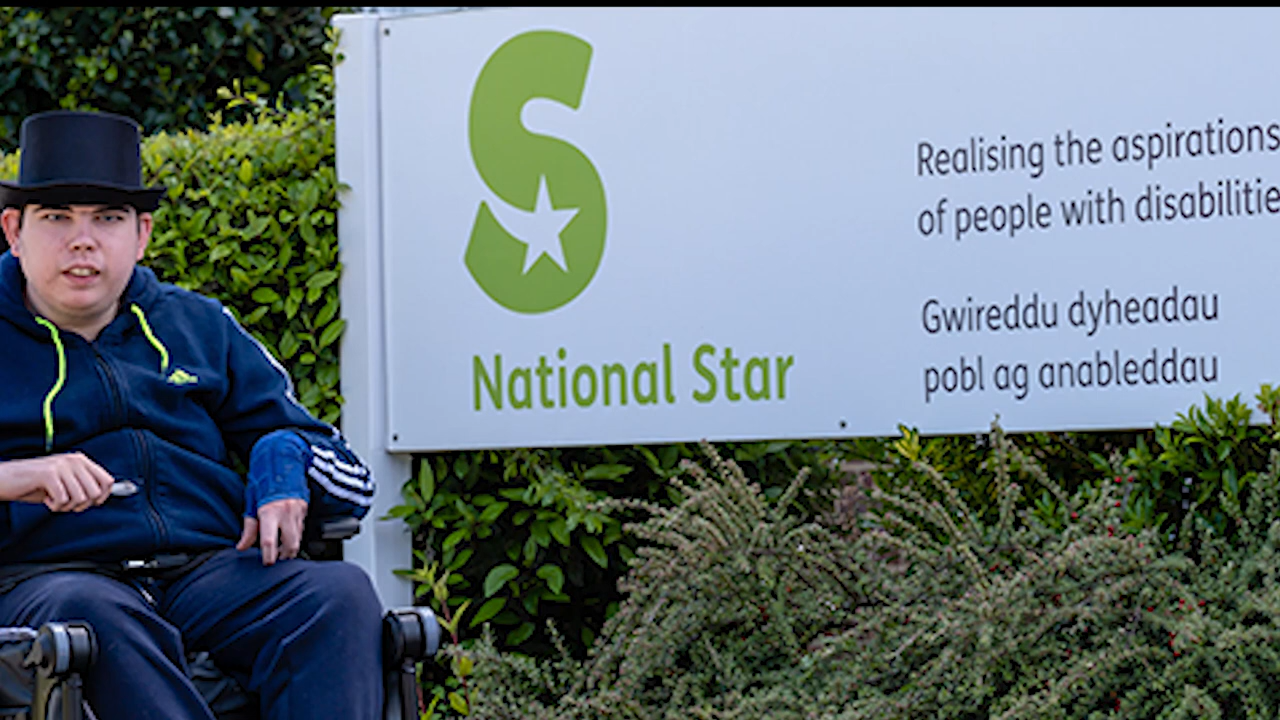 National Star
Realising the aspirations
of people with disabilitie
Gwireddu dyheadau
pobl ag anableddau